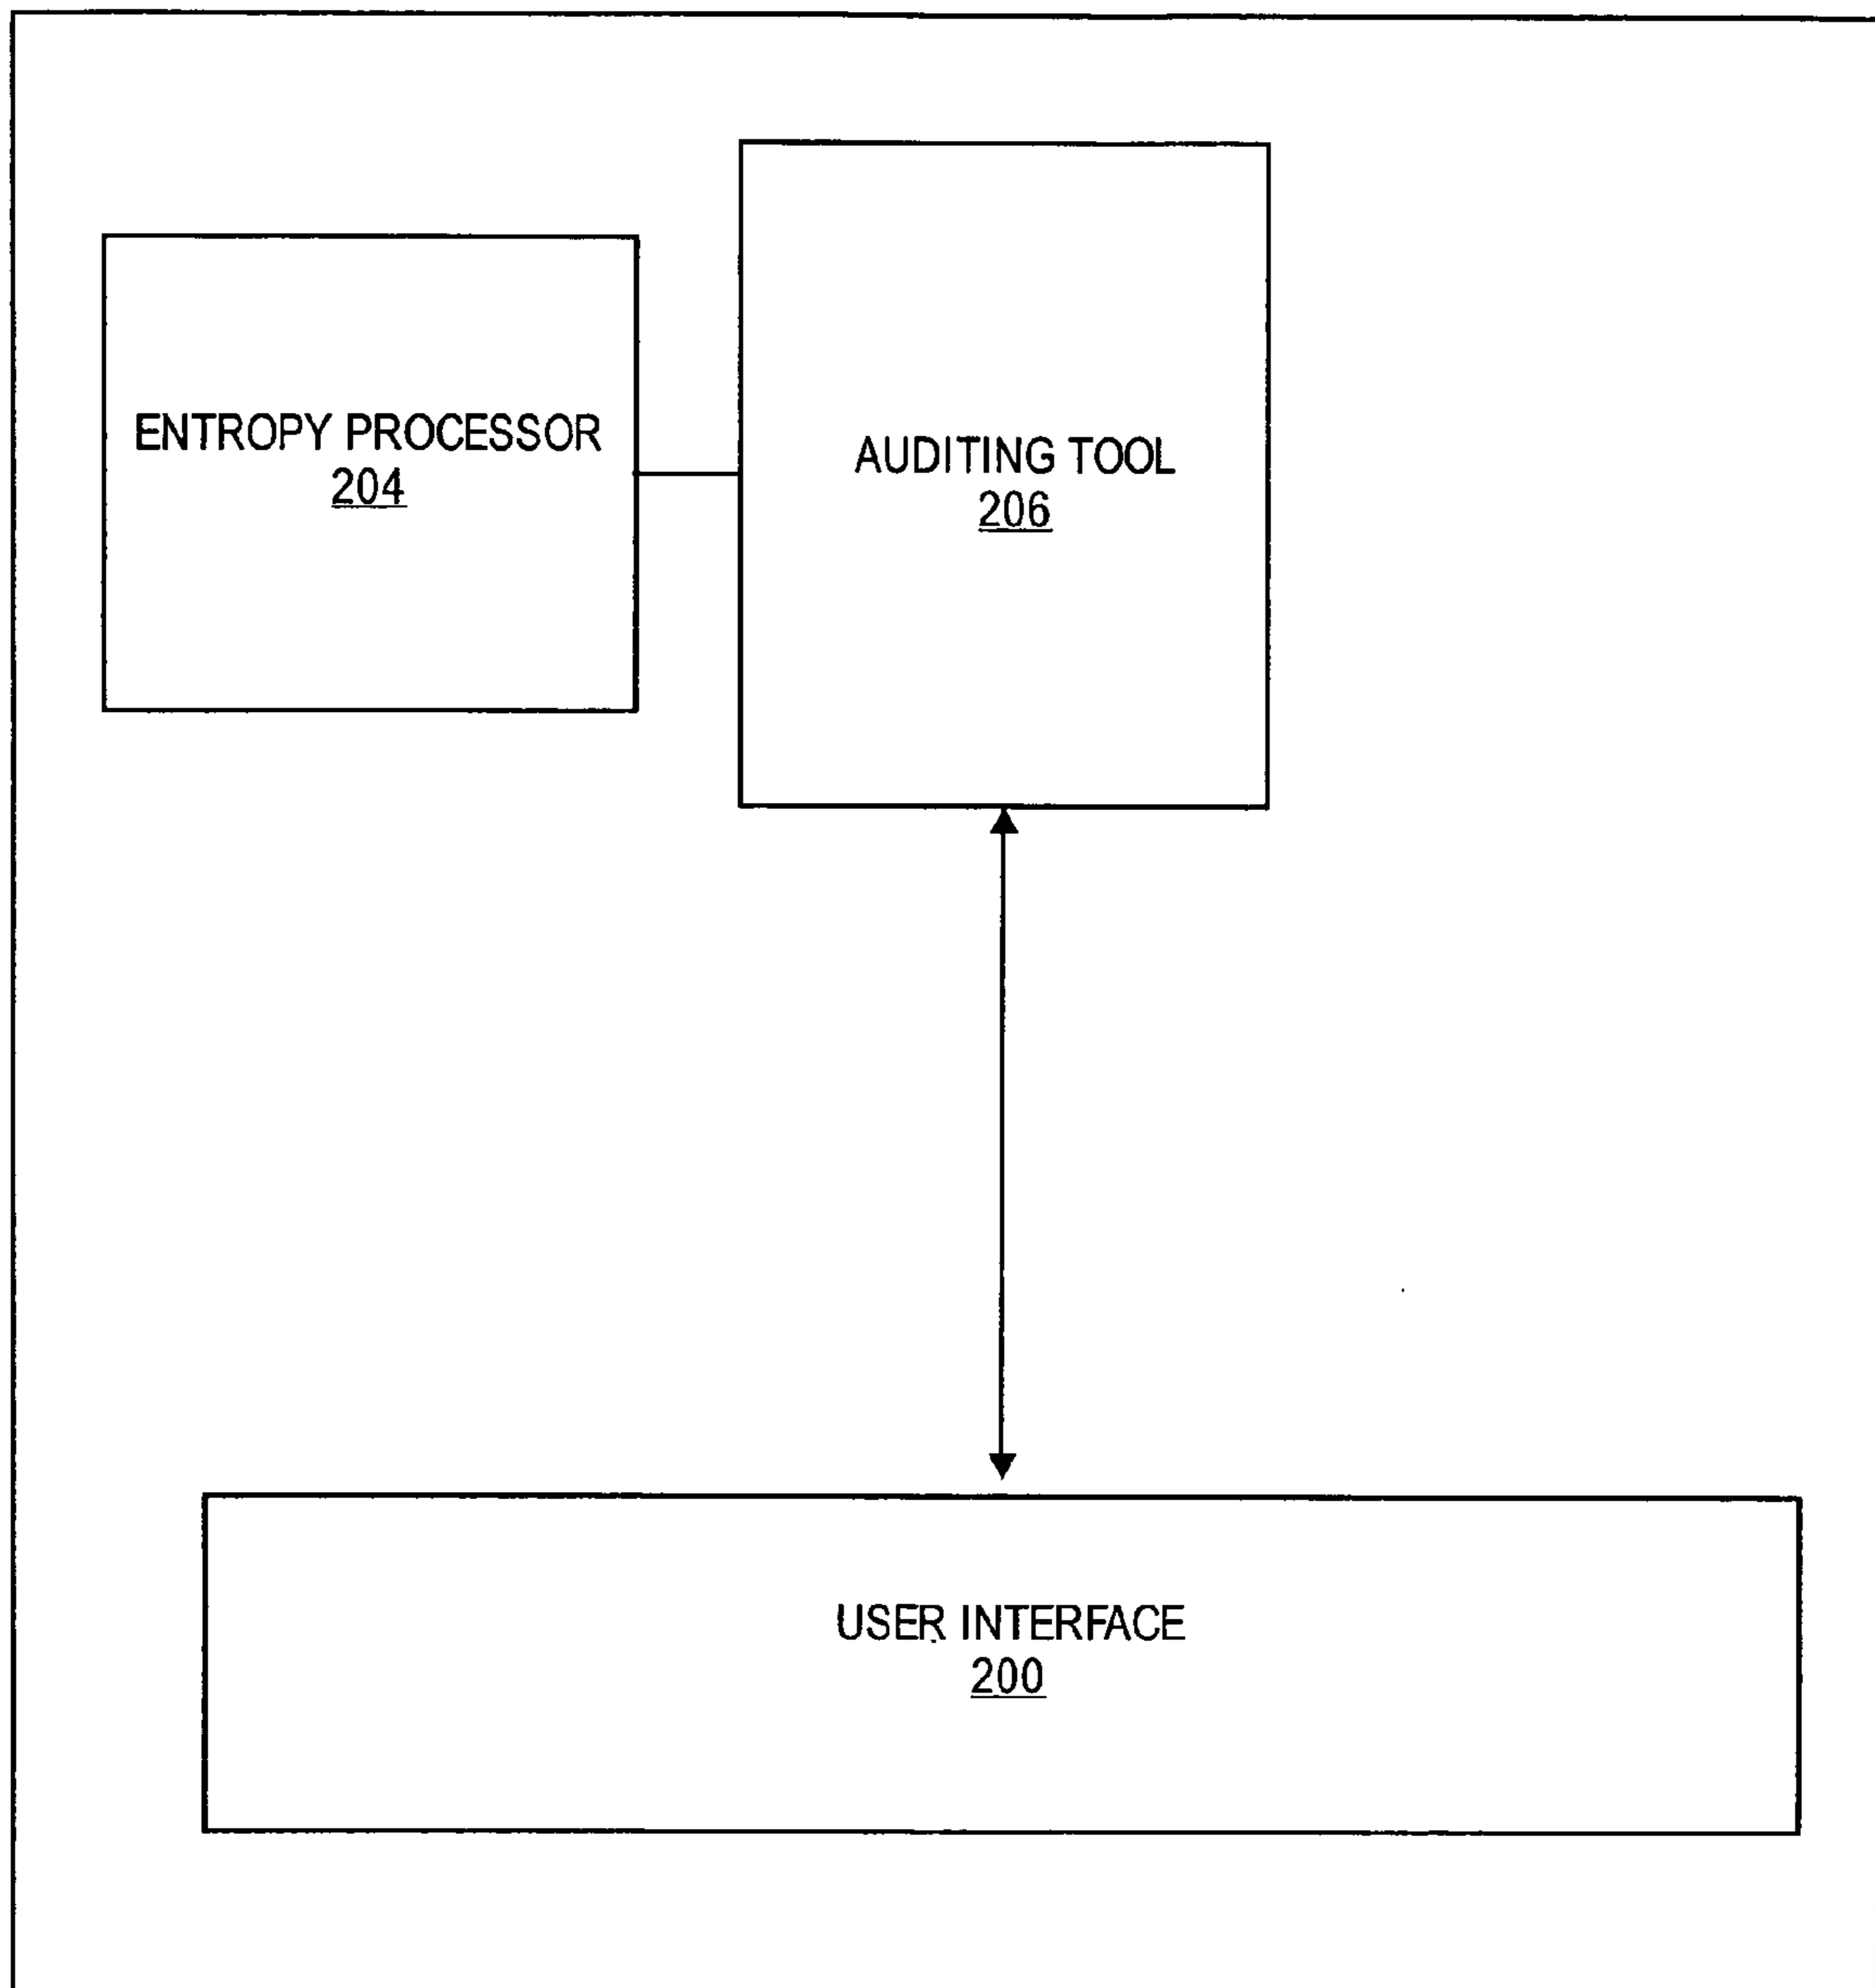 ENTROPY PROCESSOR
204
AUDITING TOOL
206
USER INTERFACE
200